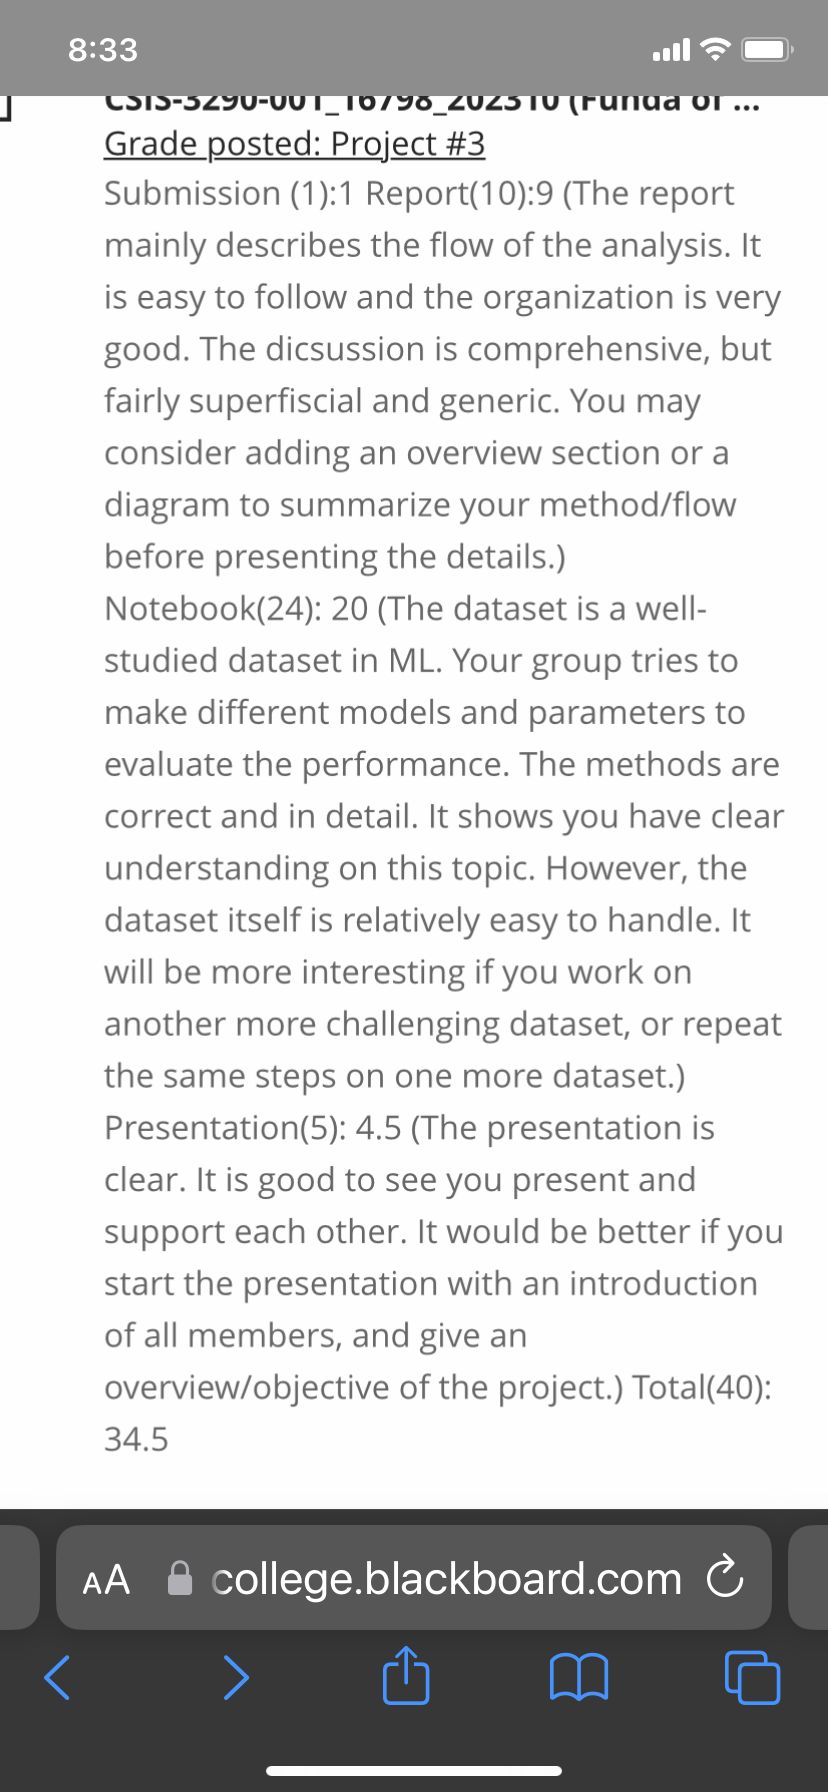 8:33
CSIS-3290-001_16798_202310 (Funda of ...
Grade posted: Project #3
Submission (1):1 Report(10):9 (The report
mainly describes the flow of the analysis. It
is easy to follow and the organization is very
good. The dicsussion is comprehensive, but
fairly superfiscial and generic. You may
consider adding an overview section or a
diagram to summarize your method/flow
before presenting the details.)
Notebook(24): 20 (The dataset is a well-
studied dataset in ML. Your group tries to
make different models and parameters to
evaluate the performance. The methods are
correct and in detail. It shows you have clear
understanding on this topic. However, the
dataset itself is relatively easy to handle. It
will be more interesting if you work on
another more challenging dataset, or repeat
the same steps on one more dataset.)
Presentation(5): 4.5 (The presentation is
clear. It is good to see you present and
support each other. It would be better if you
start the presentation with an introduction
of all members, and give an
overview/objective of the project.) Total(40):
34.5
AA college.blackboard.com